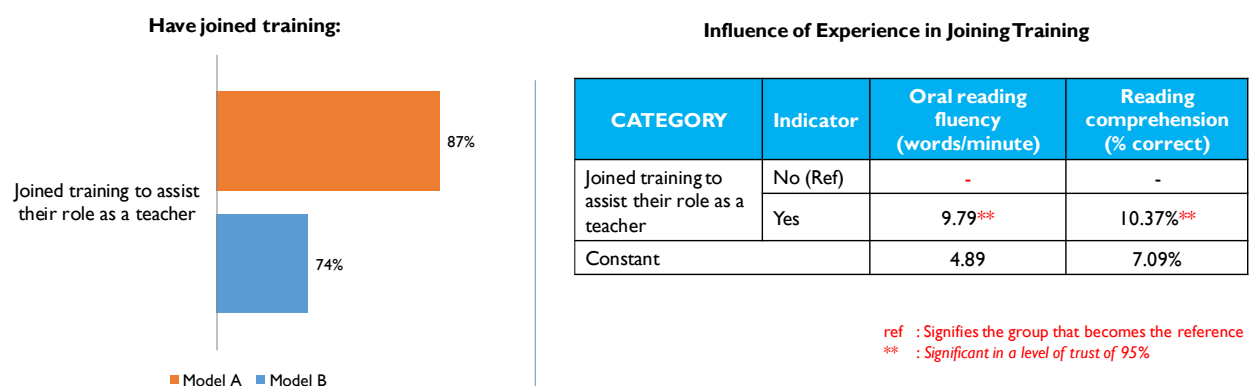 Have joined training:
87%
Joined training to assist
their role as a teacher
74%
Model A Model B
Influence of Experience in Joining Training
CATEGORY Indicator Oral reading fluency (words/minute) Reading comprehension (% correct)
Joined training to assist their role as a teacher No (Ref) - -
Yes 9.79** 10.37%**
Constant 4.89 7.09%
ref : Signifies the group that becomes the reference
** : Significant in a level of trust of 95%